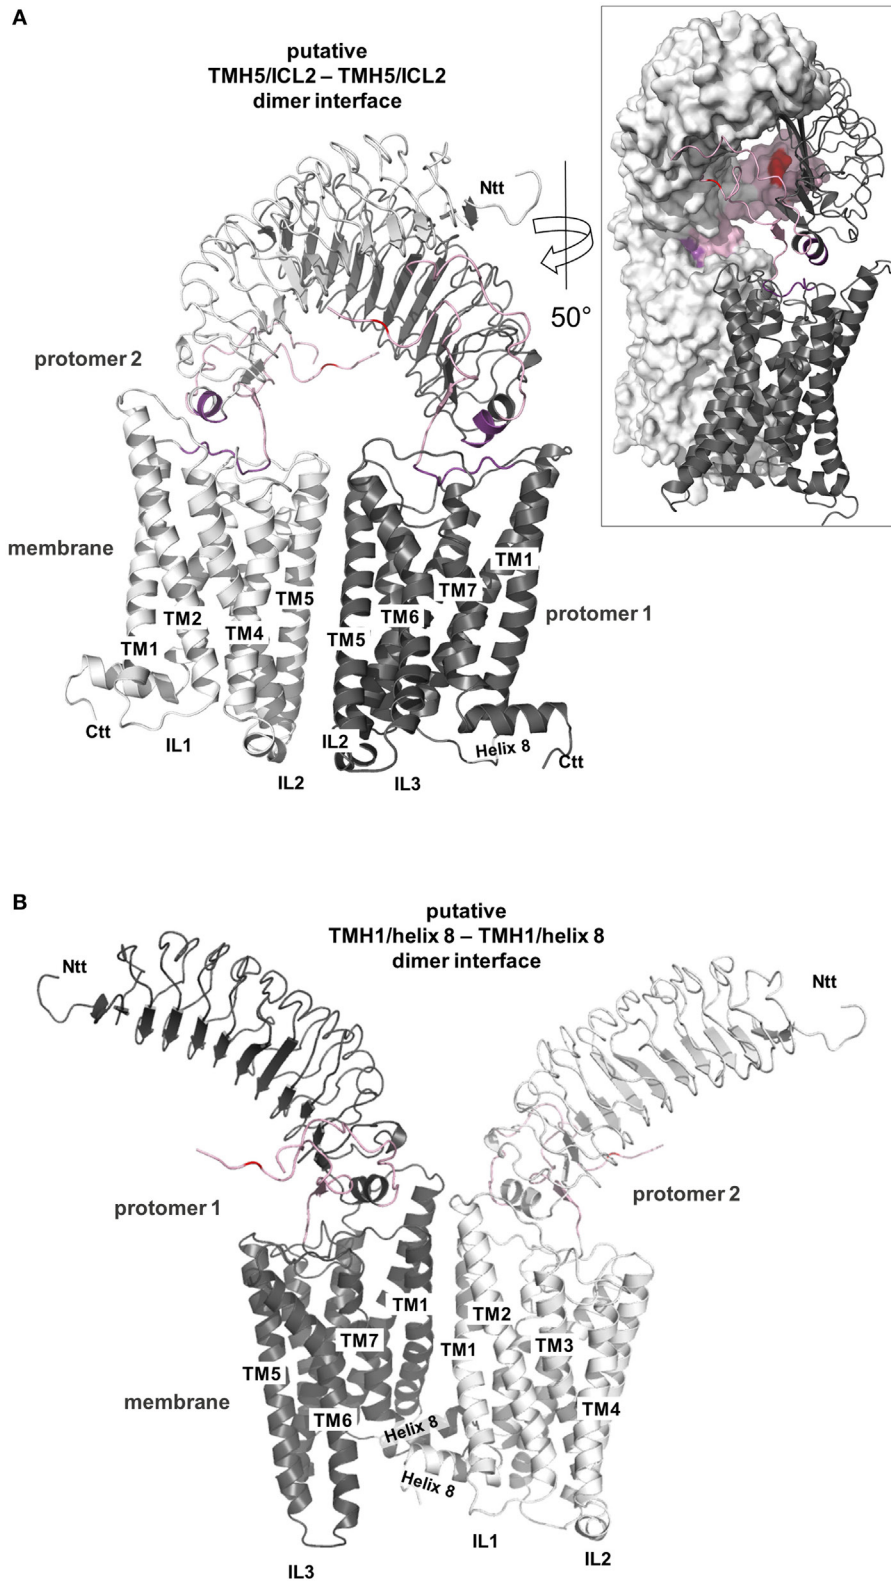 A
putative
TMH5/ICL2 – TMH5/ICL2
dimer interface
Ntt
50°
protomer 2
membrane
TM1
TM2
TM4
TM5
TM5
TM6
TM7
TM1
protomer 1
Ctt
IL1
IL2
IL2
IL3
Helix 8
Ctt
B
putative
TMH1/helix 8 – TMH1/helix 8
dimer interface
Ntt
Ntt
protomer 1
protomer 2
TM1
TM2
TM7
TM1
TM3
TM5
membrane
TM6
TM4
Helix 8
Helix 8
IL1
IL2
IL3